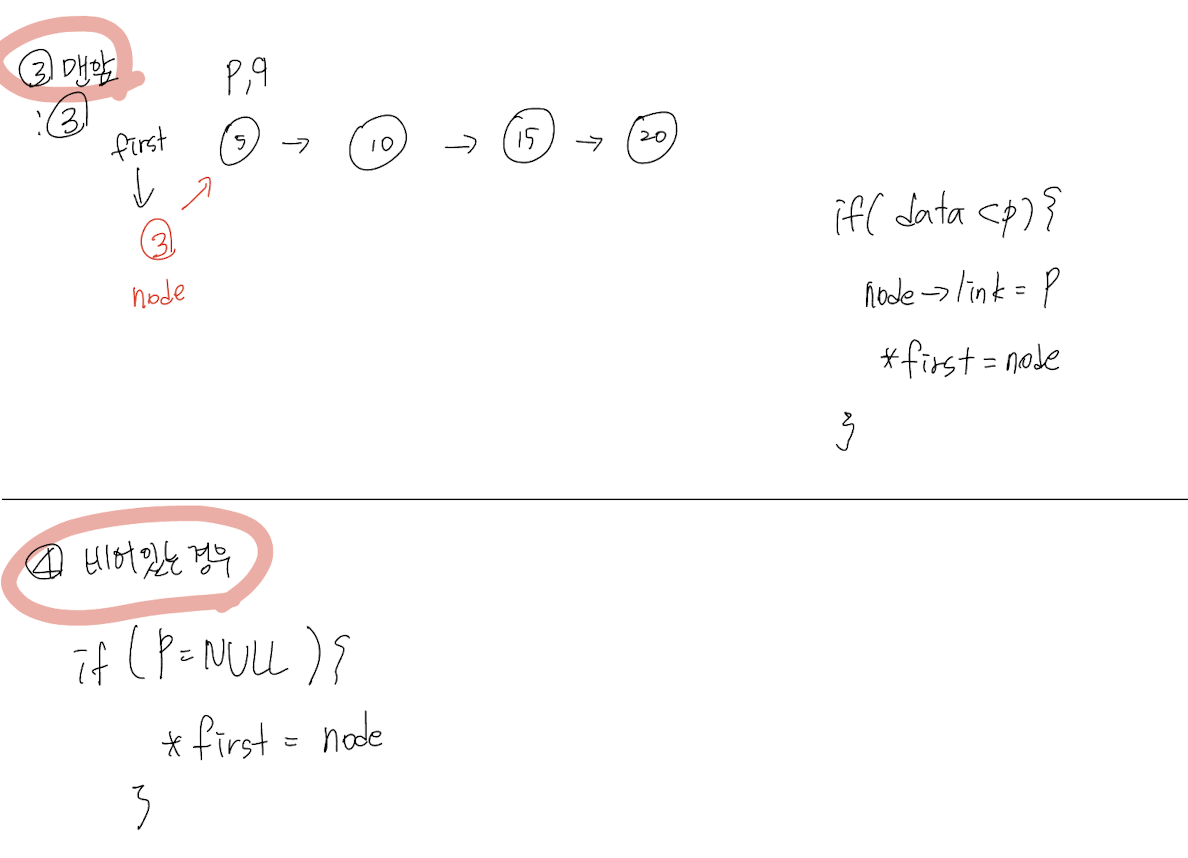 ③ 맨앞
: ③
p, q
first ⑤ → ⑩ → ⑮ → ⑳
↓ ↗
③
node
if( data < p) {
node → link = p
*first = node
}
④ 비어있는경우
if ( P = NULL ) {
*first = node
}